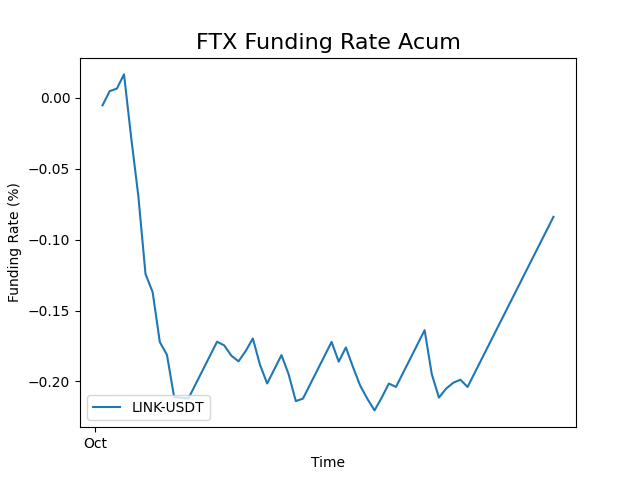 FTX Funding Rate Acum
Funding Rate (%)
0.00
−0.05
−0.10
−0.15
−0.20
LINK-USDT
Oct
Time